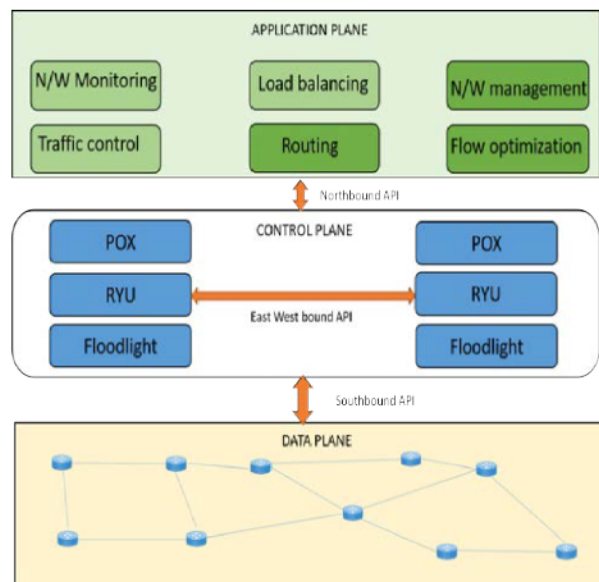 APPLICATION PLANE
N/W Monitoring
Load balancing
N/W management
Traffic control
Routing
Flow optimization
Northbound API
CONTROL PLANE
POX
POX
RYU
RYU
East West bound API
Floodlight
Floodlight
Southbound API
DATA PLANE